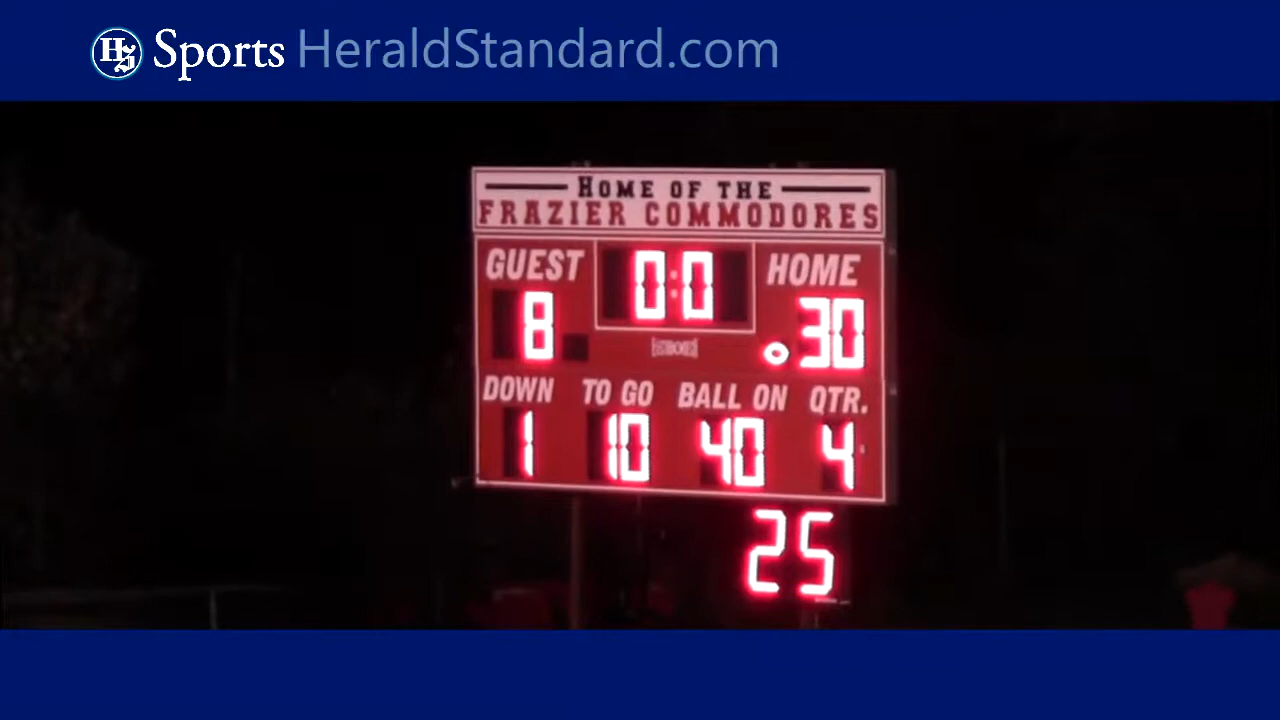 HS Sports HeraldStandard.com
HOME OF THE
FRAZIER COMMODORES
GUEST 0:0 HOME
8 30
DOWN TO GO BALL ON QTR.
1 10 40 4
25